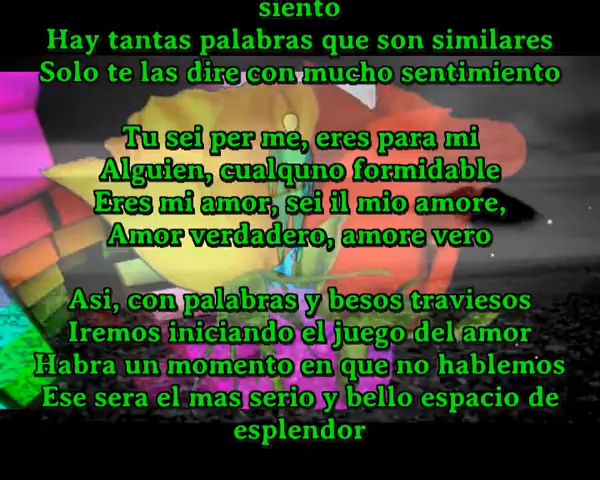 siento
Hay tantas palabras que son similares
Solo te las dire con mucho sentimiento
Tu sei per me, eres para mi
Alguien, cualquno formidable
Eres mi amor, sei il mio amore,
Amor verdadero, amore vero
Asi, con palabras y besos traviesos
Iremos iniciando el juego del amor
Habra un momento en que no hablemos
Ese sera el mas serio y bello espacio de
esplendor